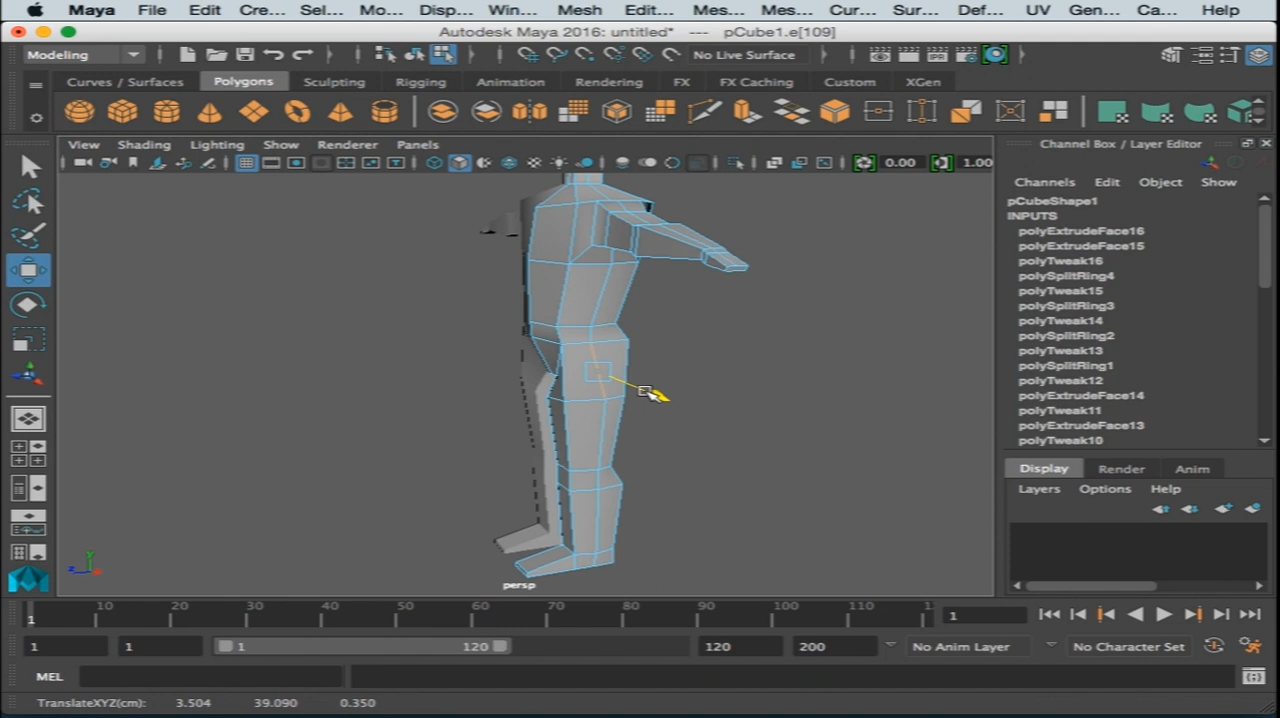 Maya File Edit Cre... Sel... Mo... Disp... Win... Mesh Edit... Mes... Mes... Cur... Sur... Def... UV Gen... Ca... Help
Autodesk Maya 2016: untitled* --- pCube1.e[109]
Modeling No Live Surface
Curves / Surfaces Polygons Sculpting Rigging Animation Rendering FX FX Caching Custom XGen
View Shading Lighting Show Renderer Panels
0.00 1.00
IPR
persp
y
z
Channel Box / Layer Editor
Channels Edit Object Show
pCubeShape1
INPUTS
polyExtrudeFace16
polyExtrudeFace15
polyTweak16
polySplitRing4
polyTweak15
polySplitRing3
polyTweak14
polySplitRing2
polyTweak13
polySplitRing1
polyTweak12
polyExtrudeFace14
polyTweak11
polyExtrudeFace13
polyTweak10
Display Render Anim
Layers Options Help
1 10 20 30 40 50 60 70 80 90 100 110 1 1
1 1 1 120 120 200 No Anim Layer No Character Set
MEL
TranslateXYZ(cm): 3.504 39.090 0.350